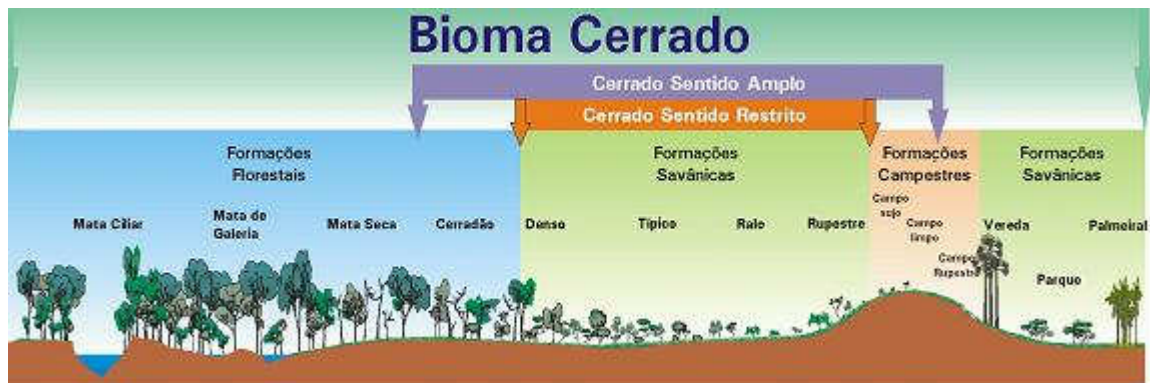 Bioma Cerrado
Cerrado Sentido Amplo
Cerrado Sentido Restrito
Formações
Florestais
Formações
Savânicas
Formações
Campestres
Formações
Savânicas
Mata Ciliar
Mata de
Galeria
Mata Seca
Cerradão
Denso
Típico
Ralo
Rupestre
Campo
sujo
Campo
limpo
Campo
Rupestre
Vereda
Parque
Palmeiral